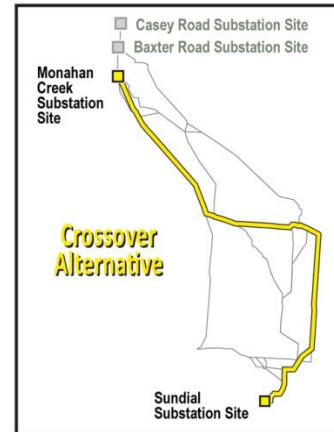 Casey Road Substation Site
Baxter Road Substation Site
Monahan
Creek
Substation
Site
Crossover
Alternative
Sundial
Substation Site